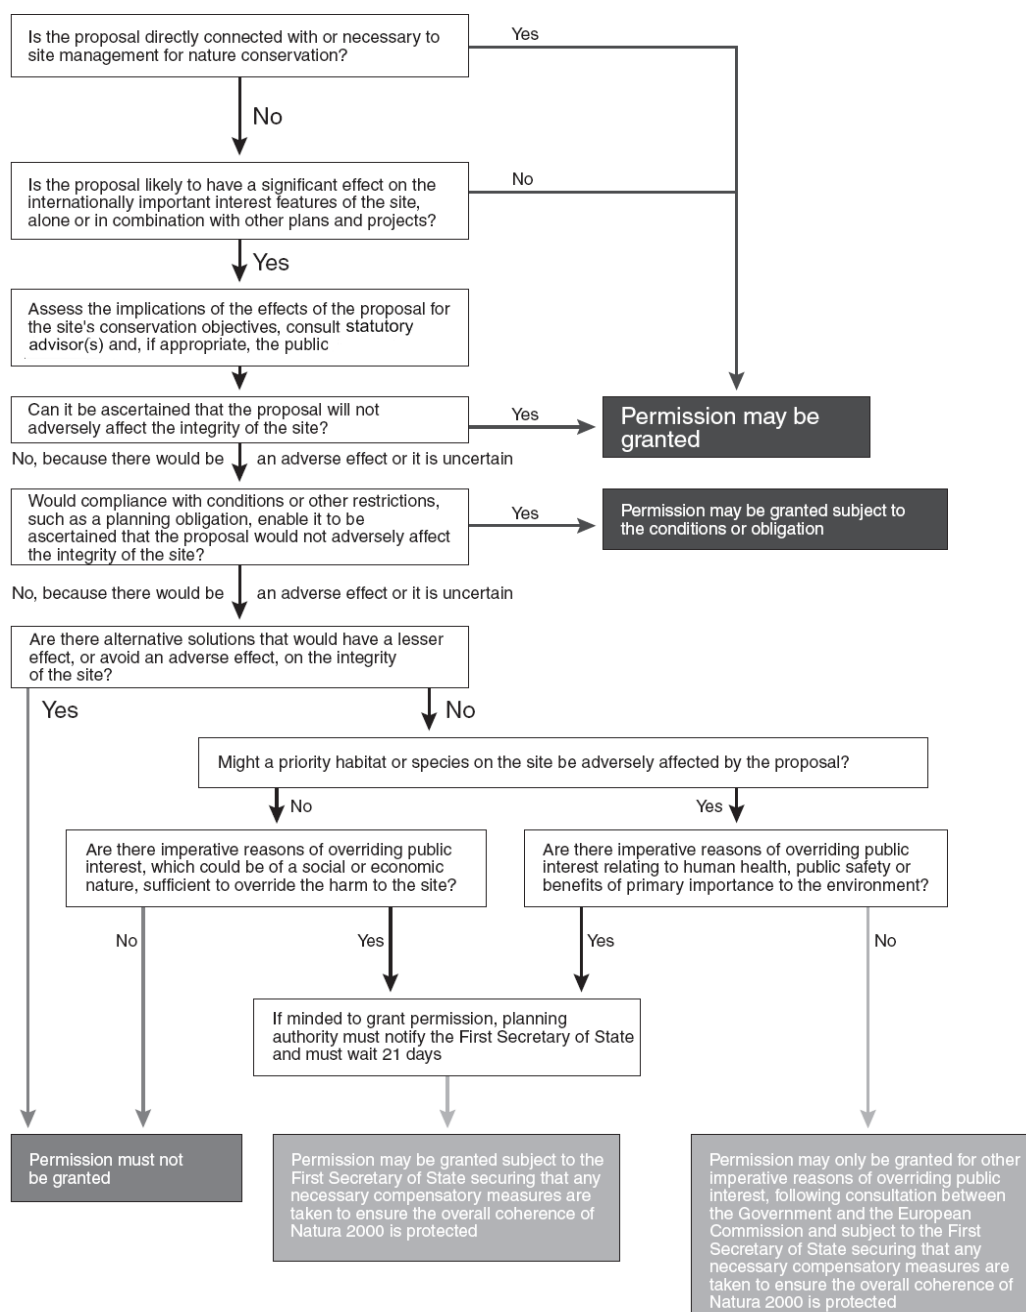 Is the proposal directly connected with or necessary to
site management for nature conservation?
Yes
No
Is the proposal likely to have a significant effect on the
internationally important interest features of the site,
alone or in combination with other plans and projects?
No
Yes
Assess the implications of the effects of the proposal for
the site's conservation objectives, consult statutory
advisor(s) and, if appropriate, the public
Can it be ascertained that the proposal will not
adversely affect the integrity of the site?
Yes
Permission may be
granted
No, because there would be an adverse effect or it is uncertain
Would compliance with conditions or other restrictions,
such as a planning obligation, enable it to be
ascertained that the proposal would not adversely affect
the integrity of the site?
Yes
Permission may be granted subject to
the conditions or obligation
No, because there would be an adverse effect or it is uncertain
Are there alternative solutions that would have a lesser
effect, or avoid an adverse effect, on the integrity
of the site?
Yes
No
Might a priority habitat or species on the site be adversely affected by the proposal?
No
Yes
Are there imperative reasons of overriding public
interest, which could be of a social or economic
nature, sufficient to override the harm to the site?
Are there imperative reasons of overriding public
interest relating to human health, public safety or
benefits of primary importance to the environment?
No
Yes
Yes
No
If minded to grant permission, planning
authority must notify the First Secretary of State
and must wait 21 days
Permission must not
be granted
Permission may be granted subject to the
First Secretary of State securing that any
necessary compensatory measures are
taken to ensure the overall coherence of
Natura 2000 is protected
Permission may only be granted for other
imperative reasons of overriding public
interest, following consultation between
the Government and the European
Commission and subject to the First
Secretary of State securing that any
necessary compensatory measures are
taken to ensure the overall coherence of
Natura 2000 is protected